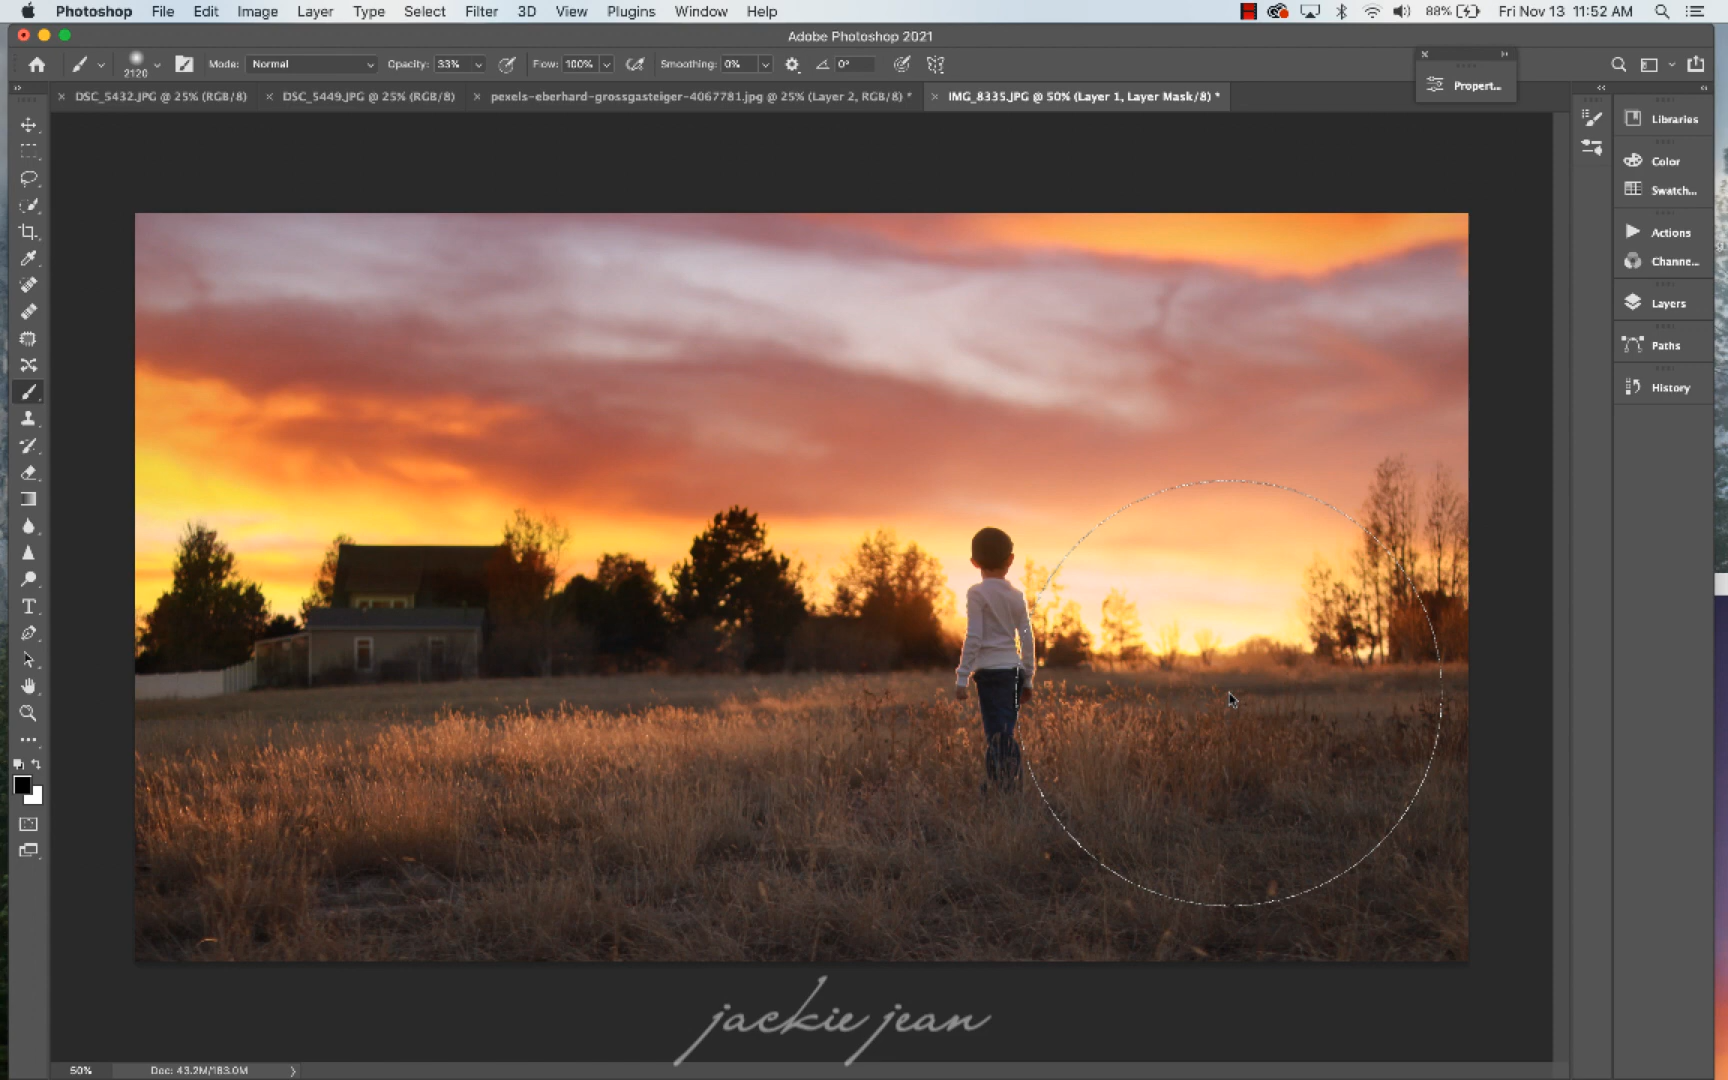 Photoshop File Edit Image Layer Type Select Filter 3D View Plugins Window Help 88% Fri Nov 13 11:52 AM
Adobe Photoshop 2021
2120 Mode: Normal Opacity: 33% Flow: 100% Smoothing: 0% 0°
Propert...
DSC_5432.JPG @ 25% (RGB/8) DSC_5449.JPG @ 25% (RGB/8) pexels-eberhard-grossgasteiger-4067781.jpg @ 25% (Layer 2, RGB/8) * IMG_8335.JPG @ 50% (Layer 1, Layer Mask/8) *
Libraries
Color
Swatch...
Actions
Channe...
Layers
Paths
History
jackie jean
50% Doc: 43.2M/183.0M